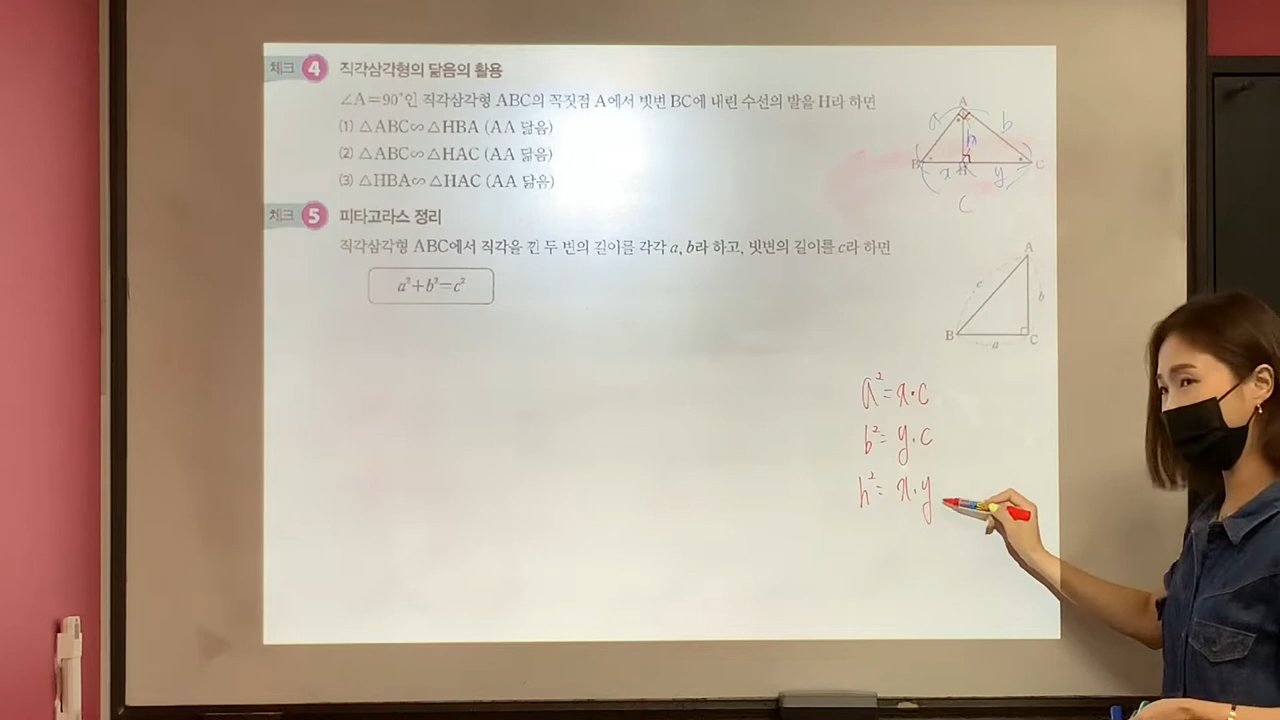 체크 4 직각삼각형의 닮음의 활용
∠A=90°인 직각삼각형 ABC의 꼭짓점 A에서 빗변 BC에 내린 수선의 발을 H라 하면
(1) △ABC∽△HBA (AA 닮음)
(2) △ABC∽△HAC (AA 닮음)
(3) △HBA∽△HAC (AA 닮음)
A
a b
h
B H C
x y
c
체크 5 피타고라스 정리
직각삼각형 ABC에서 직각을 낀 두 변의 길이를 각각 a, b라 하고, 빗변의 길이를 c라 하면
a²+b²=c²
A
c b
B C
a
a²=x·c
b²=y·c
h²=x·y